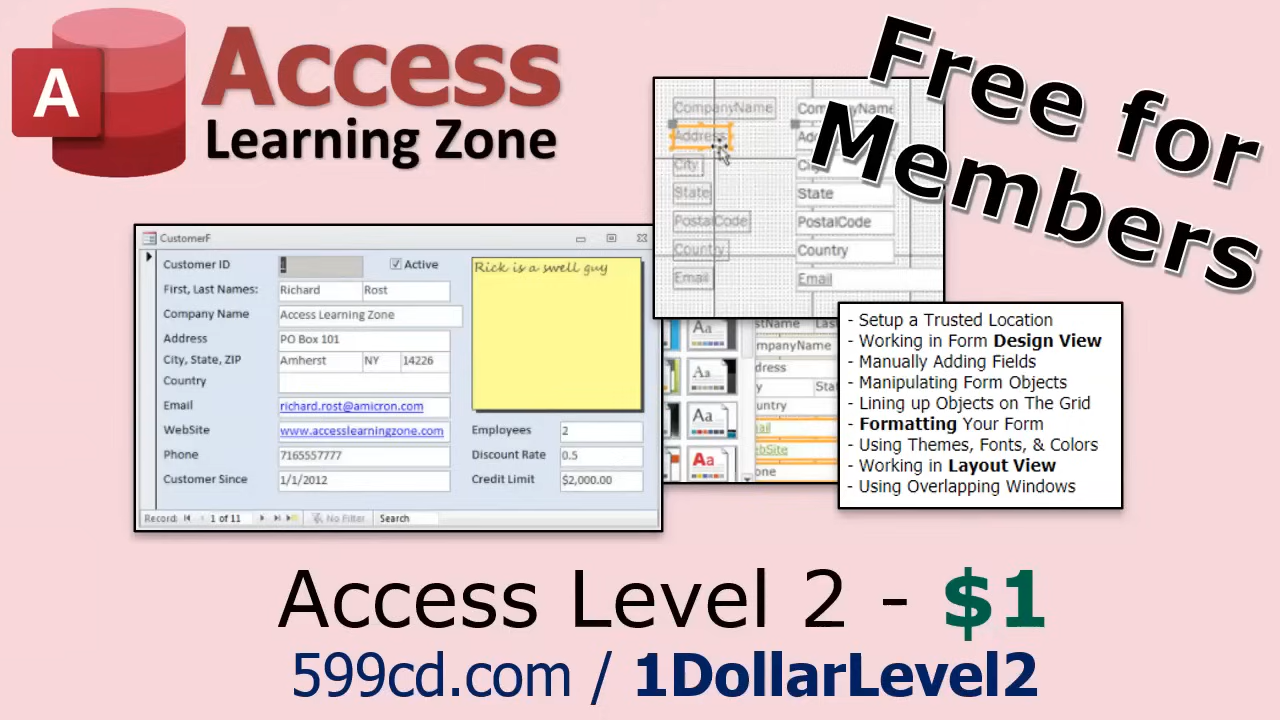 A
Access
Learning Zone
Free for
Members
CompanyName CompanyName
Address
City
State State
PostalCode PostalCode
Country Country
Email Email
CustomerF
Customer ID Active
First, Last Names: Richard Rost
Company Name Access Learning Zone
Address PO Box 101
City, State, ZIP Amherst NY 14226
Country
Email richard.rost@amicron.com
WebSite www.accesslearningzone.com
Phone 7165557777
Customer Since 1/1/2012
Rick is a swell guy
Employees 2
Discount Rate 0.5
Credit Limit $2,000.00
Record: 1 of 11 No Filter Search
Aa
Aa
Aa
Aa
- Setup a Trusted Location
- Working in Form Design View
- Manually Adding Fields
- Manipulating Form Objects
- Lining up Objects on The Grid
- Formatting Your Form
- Using Themes, Fonts, & Colors
- Working in Layout View
- Using Overlapping Windows
Access Level 2 - $1
599cd.com / 1DollarLevel2